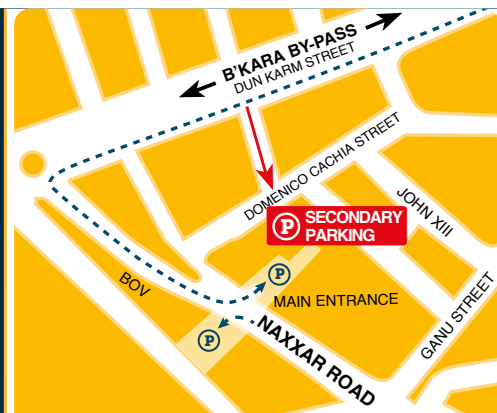 B'KARA BY-PASS
DUN KARM STREET
DOMENICO CACHIA STREET
P SECONDARY
PARKING
JOHN XIII
P
BOV
MAIN ENTRANCE
P
NAXXAR ROAD
GANU STREET